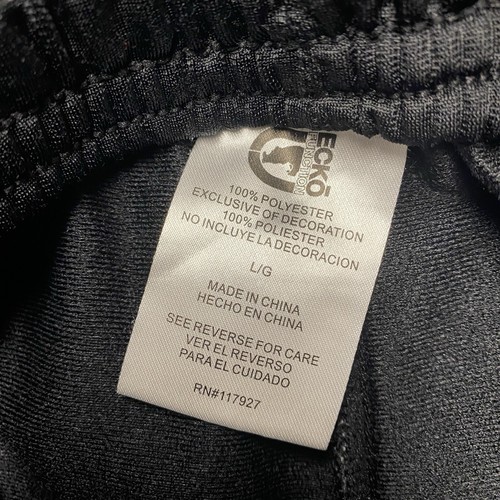 ECKŌ
FUNCTION
100% POLYESTER
EXCLUSIVE OF DECORATION
100% POLIESTER
NO INCLUYE LA DECORACION
L/G
MADE IN CHINA
HECHO EN CHINA
SEE REVERSE FOR CARE
VER EL REVERSO
PARA EL CUIDADO
RN#117927